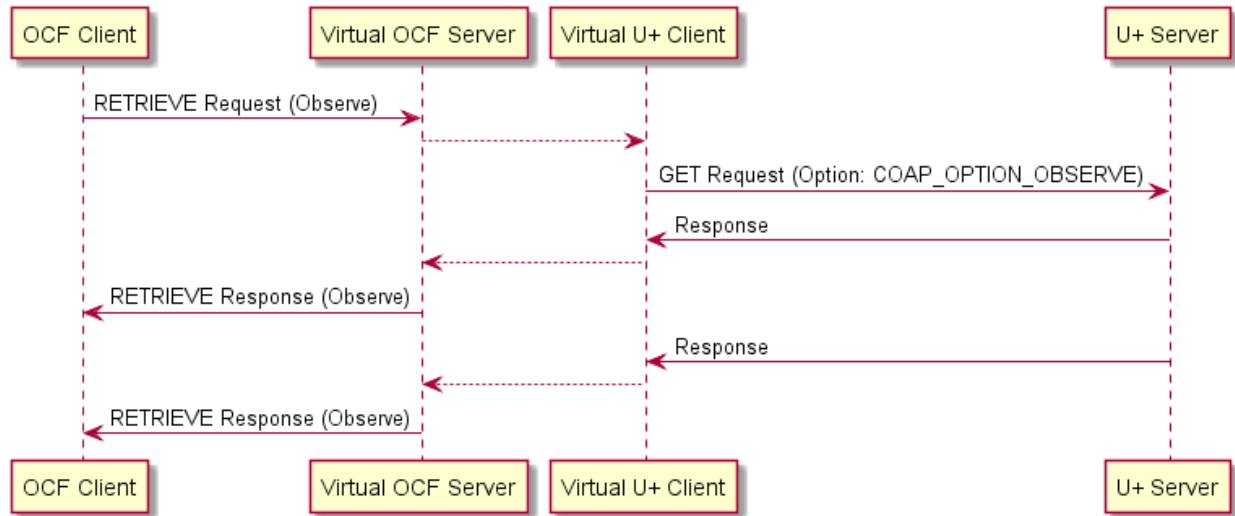 OCF Client
Virtual OCF Server
Virtual U+ Client
U+ Server
RETRIEVE Request (Observe)
GET Request (Option: COAP_OPTION_OBSERVE)
Response
RETRIEVE Response (Observe)
Response
RETRIEVE Response (Observe)
OCF Client
Virtual OCF Server
Virtual U+ Client
U+ Server